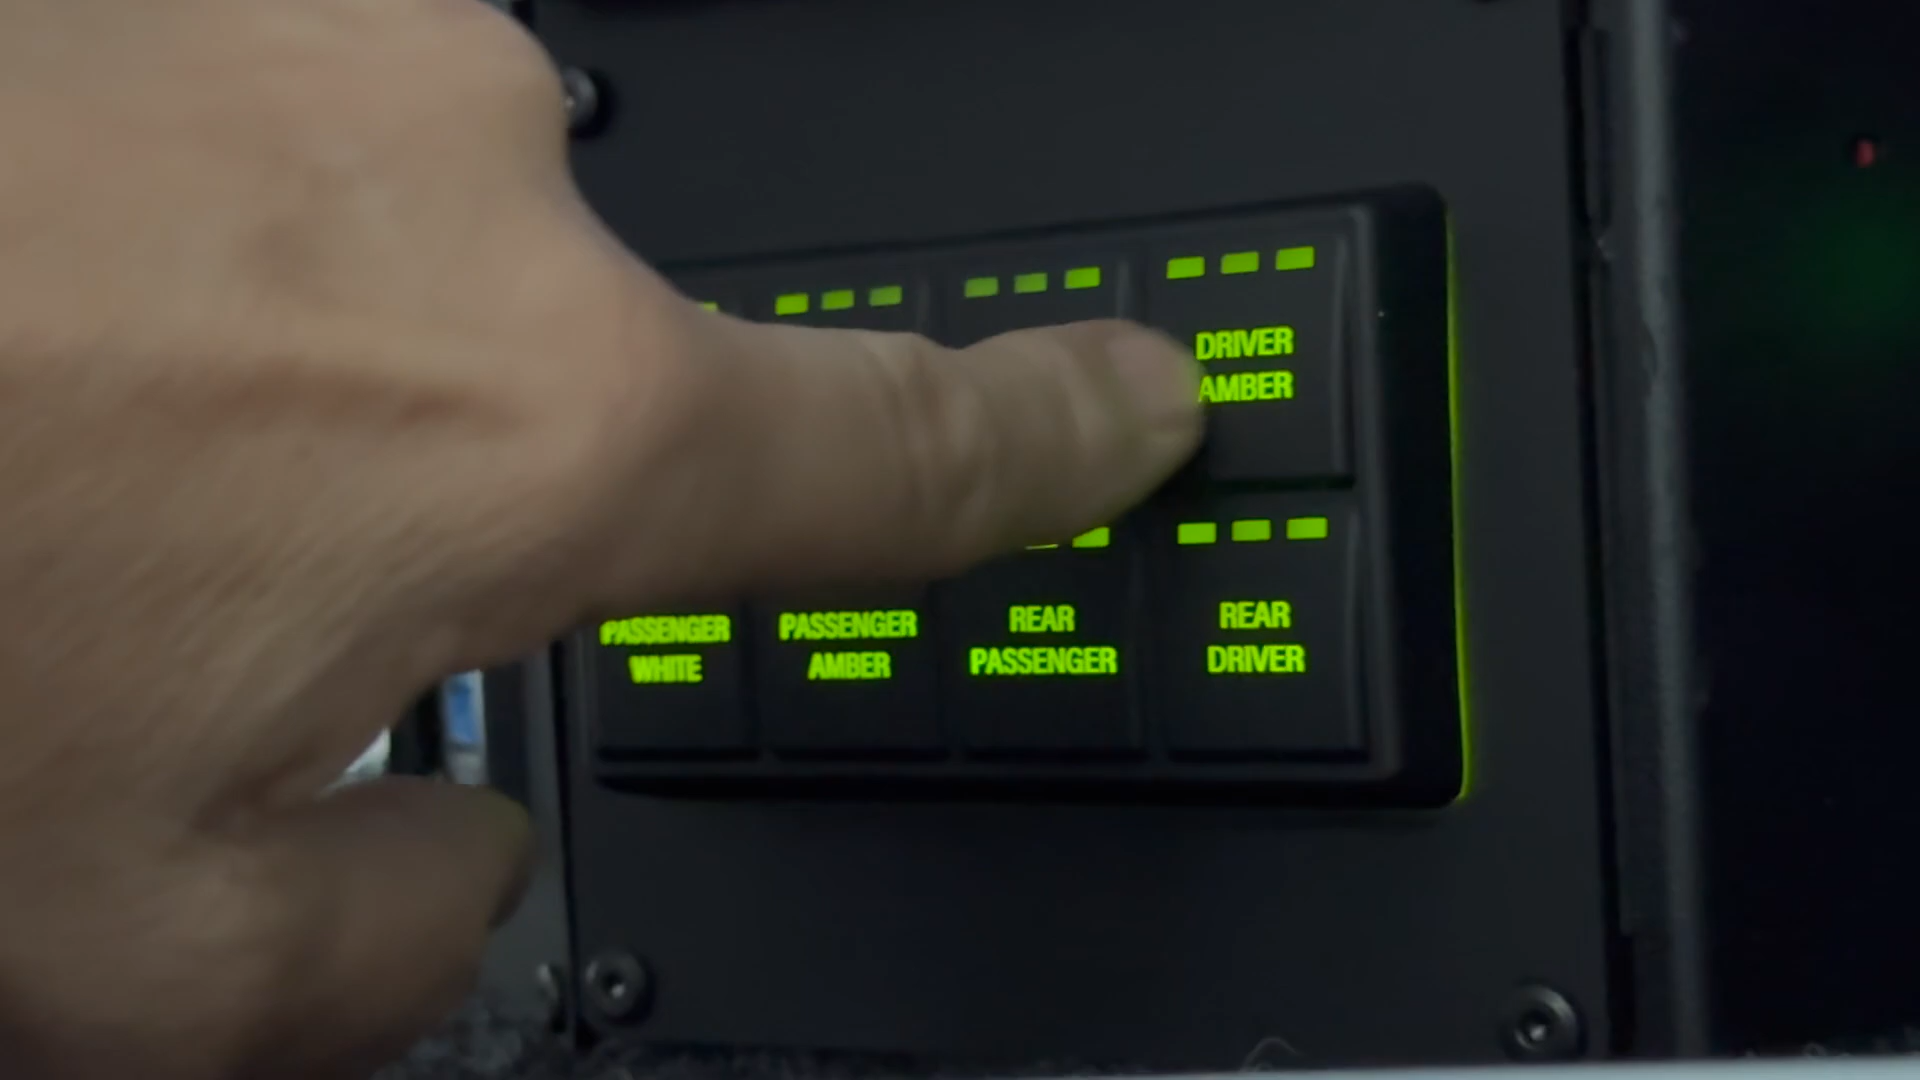 DRIVER
AMBER
PASSENGER
WHITE
PASSENGER
AMBER
REAR
PASSENGER
REAR
DRIVER